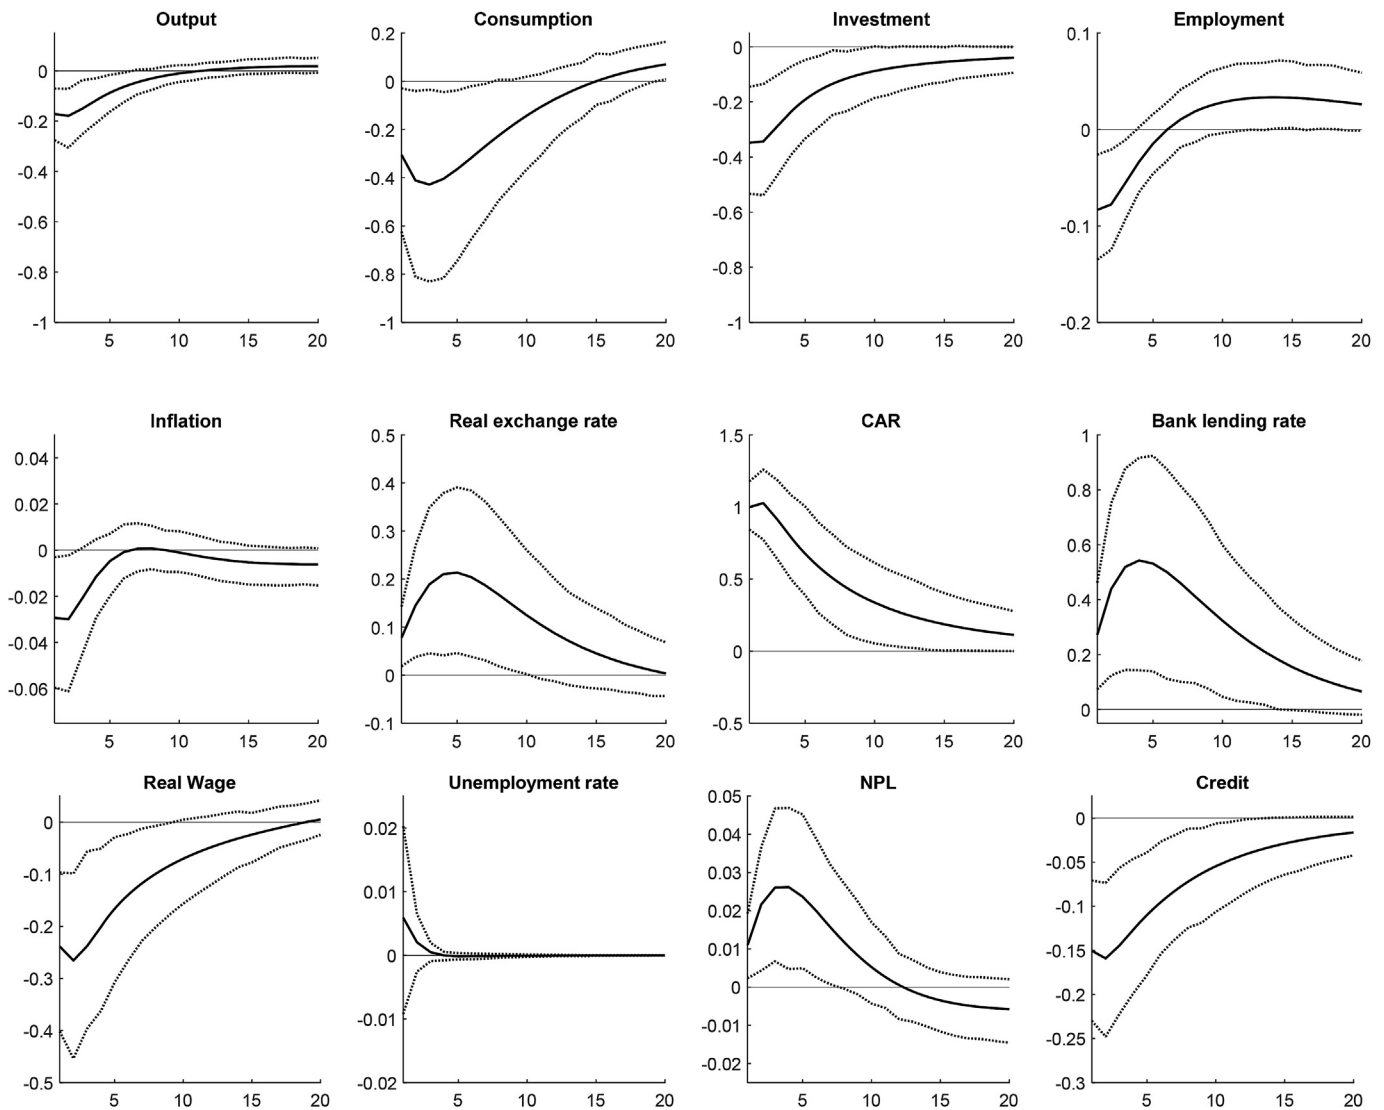 Output Consumption Investment Employment
0 -0.2 -0.4 -0.6 -0.8 -1
0.2 0 -0.2 -0.4 -0.6 -0.8 -1
0 -0.2 -0.4 -0.6 -0.8 -1
0.1 0 -0.1 -0.2
5 10 15 20 5 10 15 20 5 10 15 20 5 10 15 20
Inflation Real exchange rate CAR Bank lending rate
0.04 0.02 0 -0.02 -0.04 -0.06
0.5 0.4 0.3 0.2 0.1 0 -0.1
1.5 1 0.5 0 -0.5
1 0.8 0.6 0.4 0.2 0
5 10 15 20 5 10 15 20 5 10 15 20 5 10 15 20
Real Wage Unemployment rate NPL Credit
0 -0.1 -0.2 -0.3 -0.4 -0.5
0.02 0.01 0 -0.01 -0.02
0.05 0.04 0.03 0.02 0.01 0 -0.01 -0.02
0 -0.05 -0.1 -0.15 -0.2 -0.25 -0.3
5 10 15 20 5 10 15 20 5 10 15 20 5 10 15 20